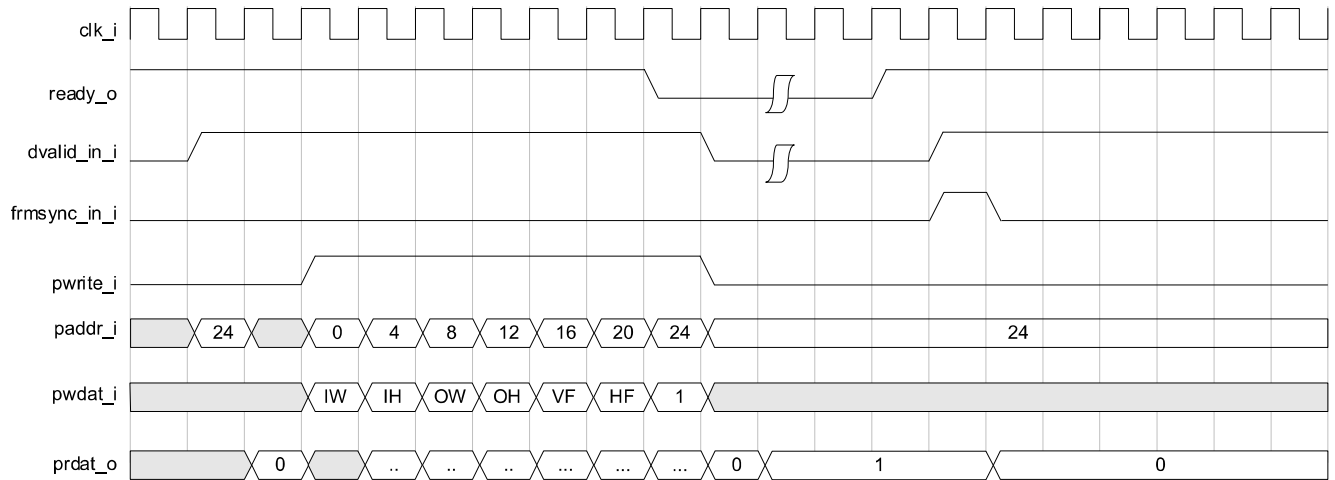 clk_i
ready_o
dvalid_in_i
frmsync_in_i
pwrite_i
paddr_i 24 0 4 8 12 16 20 24 24
pwdat_i IW IH OW OH VF HF 1
prdat_o 0 .. .. .. ... ... ... 0 1 0